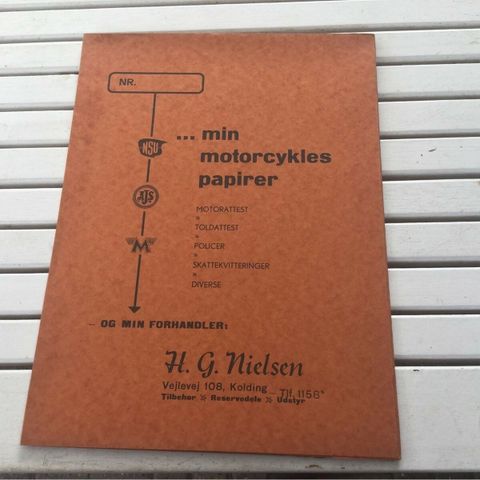 NR.
... min
NSU
motorcykles
papirer
AJS
MOTORATTEST
»
TOLDATTEST
»
POLICER
»
SKATTEKVITTERINGER
»
DIVERSE
M
— OG MIN FORHANDLER:
H. G. Nielsen
Vejlevej 108, Kolding — Tlf. 1156
Tilbehør » Reservedele » Udstyr